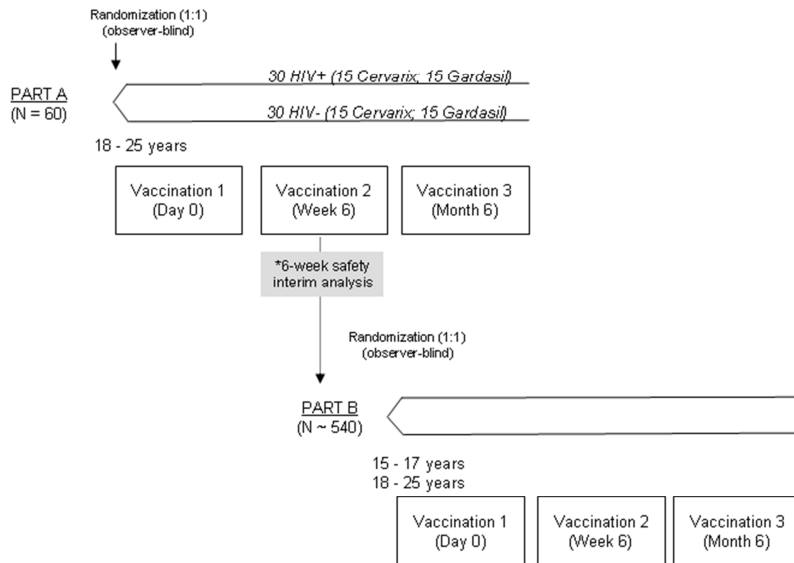 Randomization (1:1)
(observer-blind)
30 HIV+ (15 Cervarix; 15 Gardasil)
PART A
(N = 60)
30 HIV- (15 Cervarix; 15 Gardasil)
18 - 25 years
Vaccination 1
(Day 0)
Vaccination 2
(Week 6)
Vaccination 3
(Month 6)
*6-week safety
interim analysis
Randomization (1:1)
(observer-blind)
PART B
(N ~ 540)
15 - 17 years
18 - 25 years
Vaccination 1
(Day 0)
Vaccination 2
(Week 6)
Vaccination 3
(Month 6)